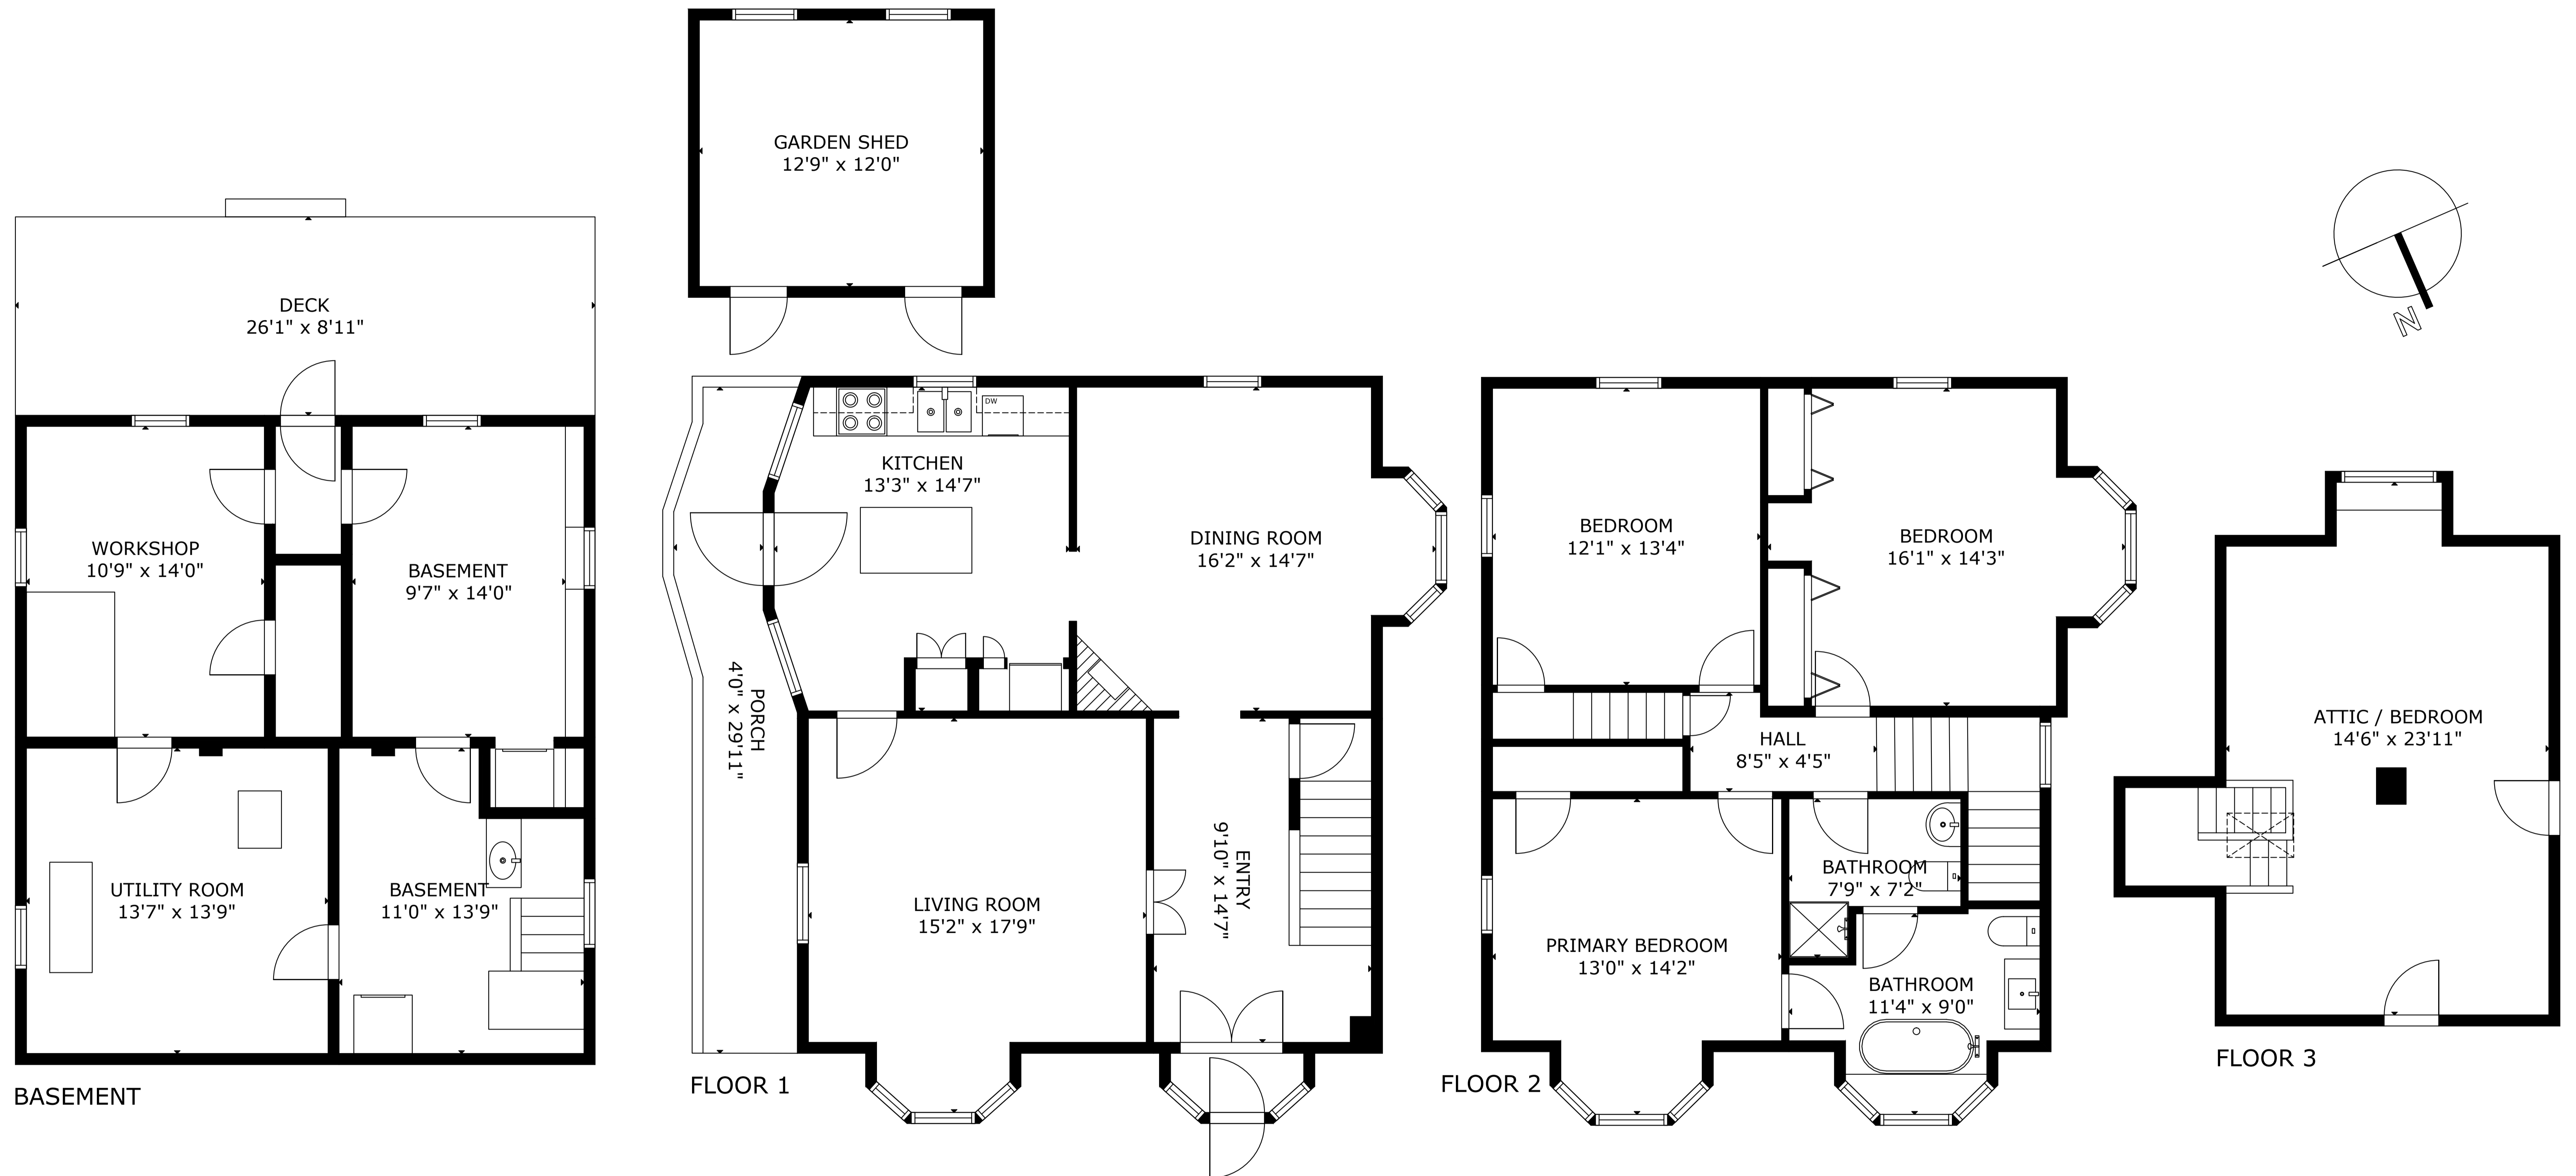 GARDEN SHED
12'9" x 12'0"
DECK
26'1" x 8'11"
WORKSHOP
10'9" x 14'0"
BASEMENT
9'7" x 14'0"
UTILITY ROOM
13'7" x 13'9"
BASEMENT
11'0" x 13'9"
BASEMENT
DW
KITCHEN
13'3" x 14'7"
DINING ROOM
16'2" x 14'7"
PORCH
4'0" x 29'11"
LIVING ROOM
15'2" x 17'9"
ENTRY
9'10" x 14'7"
FLOOR 1
BEDROOM
12'1" x 13'4"
BEDROOM
16'1" x 14'3"
HALL
8'5" x 4'5"
BATHROOM
7'9" x 7'2"
PRIMARY BEDROOM
13'0" x 14'2"
BATHROOM
11'4" x 9'0"
FLOOR 2
N
ATTIC / BEDROOM
14'6" x 23'11"
FLOOR 3